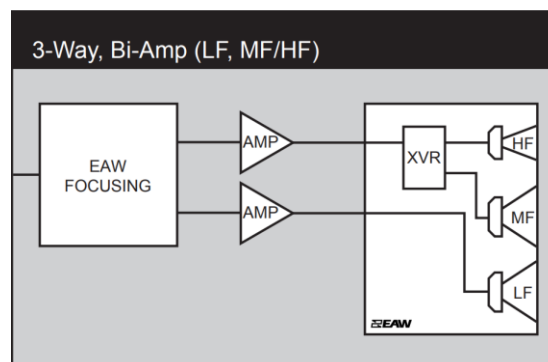 3-Way, Bi-Amp (LF, MF/HF)
EAW
FOCUSING
AMP
AMP
XVR
HF
MF
LF
EAW